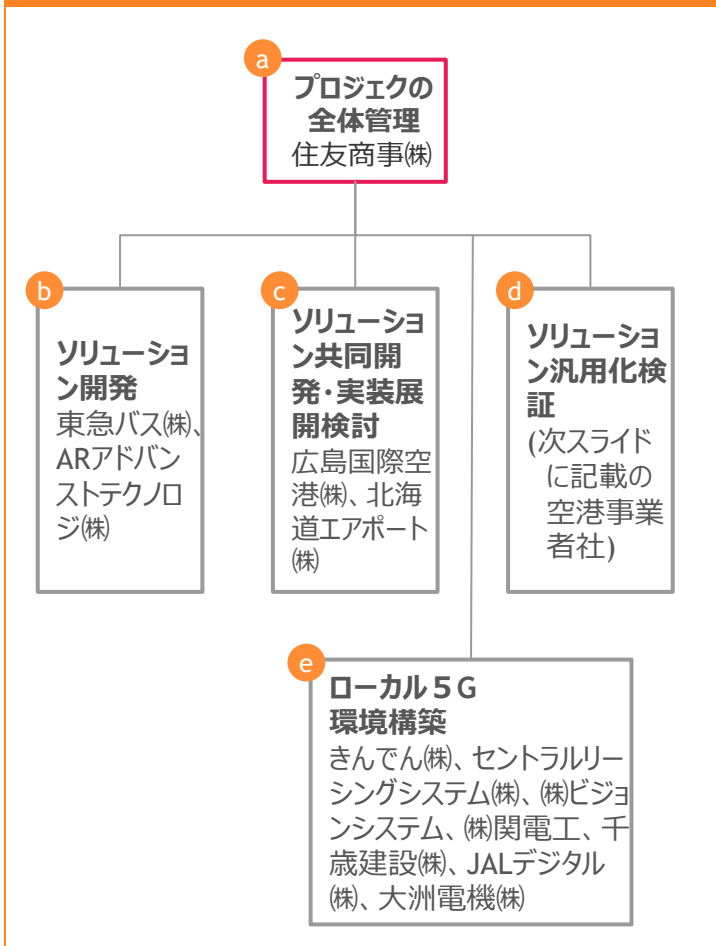 a
プロジェクの
全体管理
住友商事㈱
b
ソリューショ
ン開発
東急バス㈱、
ARアドバン
ストテクノロ
ジ㈱
c
ソリューショ
ン共同開
発・実装展
開検討
広島国際空
港㈱、北海
道エアポート
㈱
d
ソリューショ
ン汎用化検
証
(次スライド
に記載の
空港事業
者社)
e
ローカル５G
環境構築
きんでん㈱、セントラルリー
シングシステム㈱、㈱ビジョ
ンシステム、㈱関電工、千
歳建設㈱、JALデジタル
㈱、大洲電機㈱